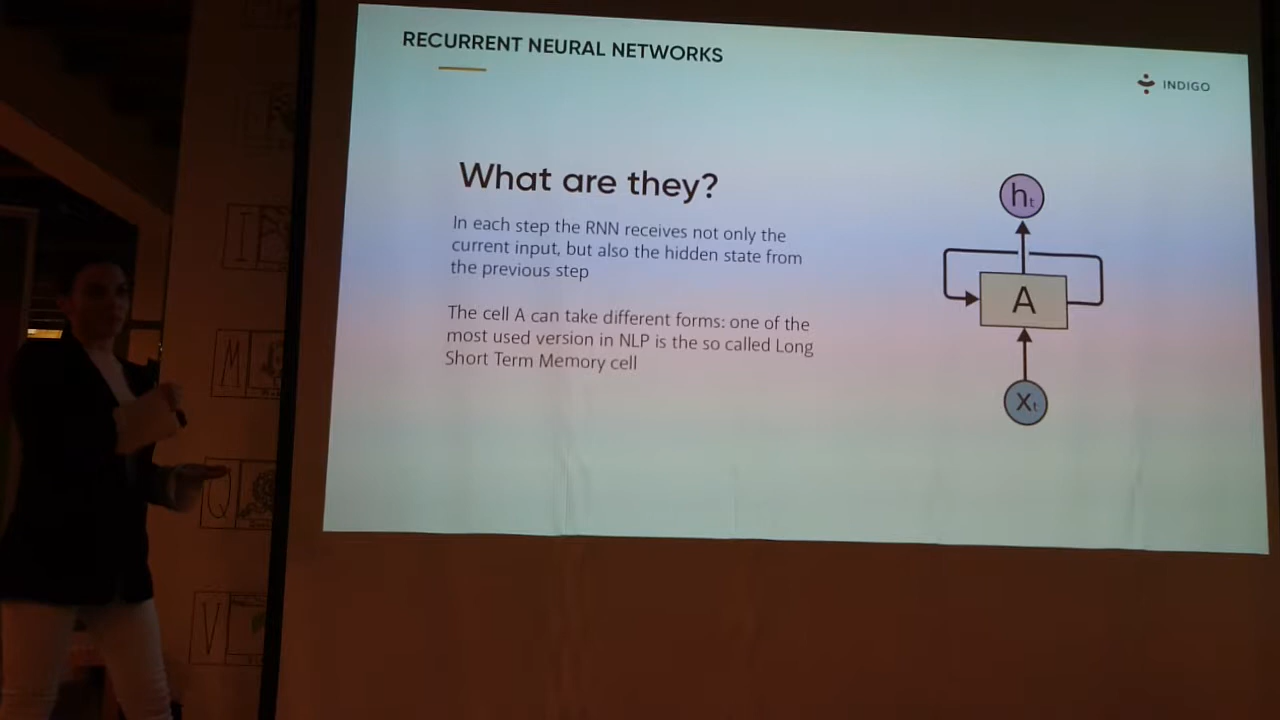 RECURRENT NEURAL NETWORKS
INDIGO
What are they?
In each step the RNN receives not only the
current input, but also the hidden state from
the previous step
The cell A can take different forms: one of the
most used version in NLP is the so called Long
Short Term Memory cell
ht
A
Xt
I
M
Q
V